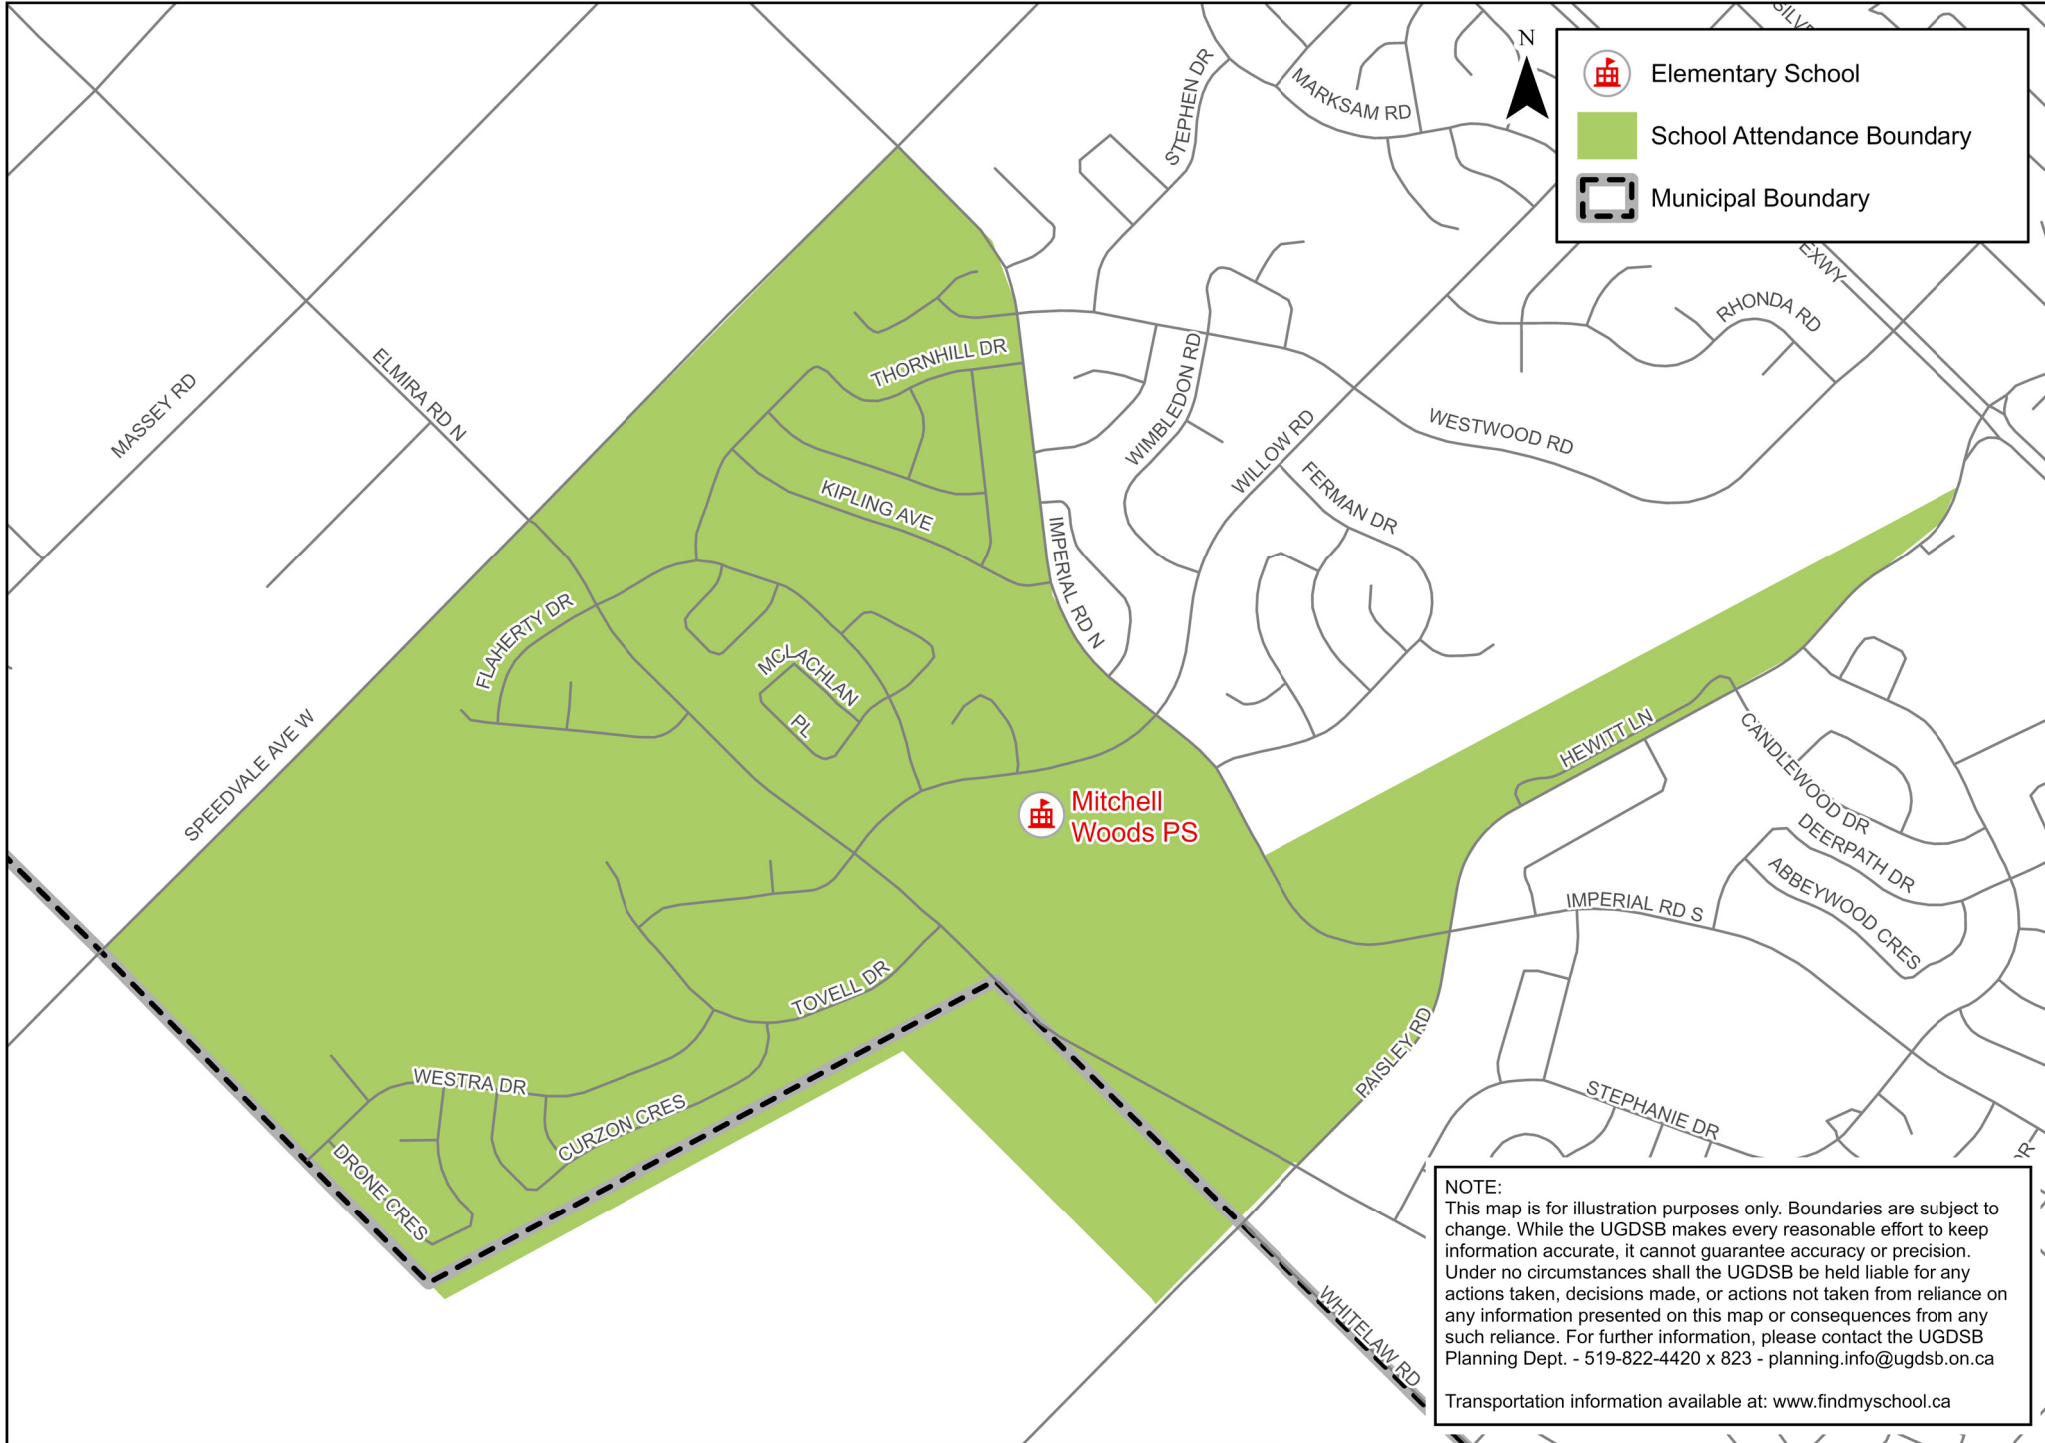 SILV
N
Elementary School
School Attendance Boundary
Municipal Boundary
STEPHEN DR
MARKSAM RD
EXWY
RHONDA RD
MASSEY RD
ELMIRA RD N
THORNHILL DR
WIMBLEDON RD
WILLOW RD
WESTWOOD RD
FERMAN DR
KIPLING AVE
IMPERIAL RD N
FLAHERTY DR
MCLACHLAN
PL
SPEEDVALE AVE W
Mitchell
Woods PS
HEWITT LN
CANDLEWOOD DR
DEERPATH DR
ABBEYWOOD CRES
IMPERIAL RD S
TOVELL DR
PAISLEY RD
WESTRA DR
CURZON CRES
DRONE CRES
STEPHANIE DR
DR
WHITELAW RD
NOTE:
This map is for illustration purposes only. Boundaries are subject to
change. While the UGDSB makes every reasonable effort to keep
information accurate, it cannot guarantee accuracy or precision.
Under no circumstances shall the UGDSB be held liable for any
actions taken, decisions made, or actions not taken from reliance on
any information presented on this map or consequences from any
such reliance. For further information, please contact the UGDSB
Planning Dept. - 519-822-4420 x 823 - planning.info@ugdsb.on.ca
Transportation information available at: www.findmyschool.ca